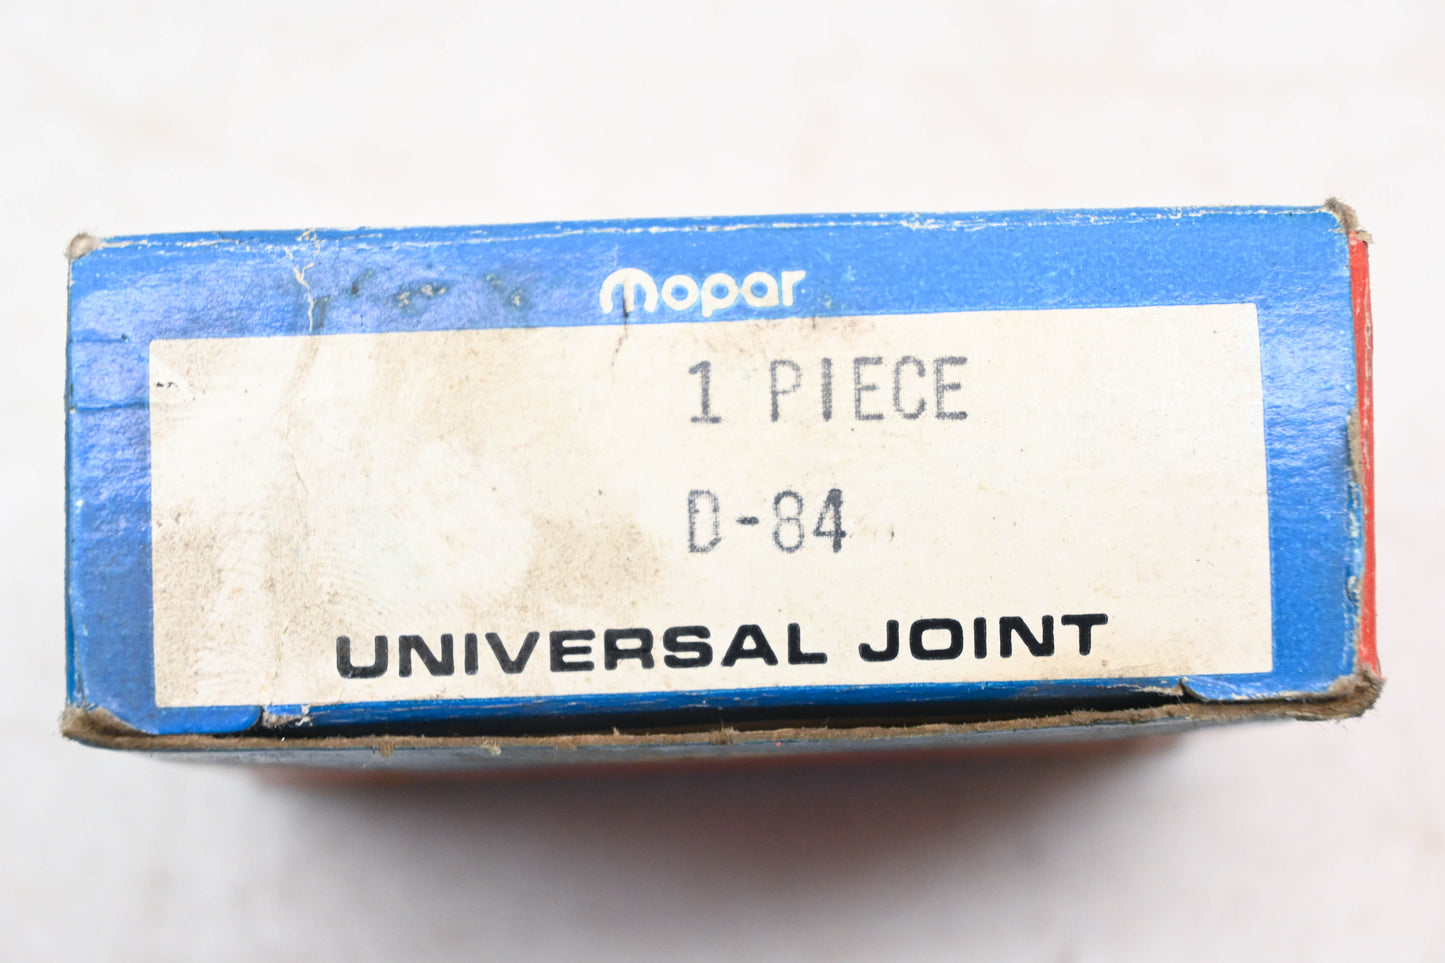 mopar
1 PIECE
D-84
UNIVERSAL JOINT